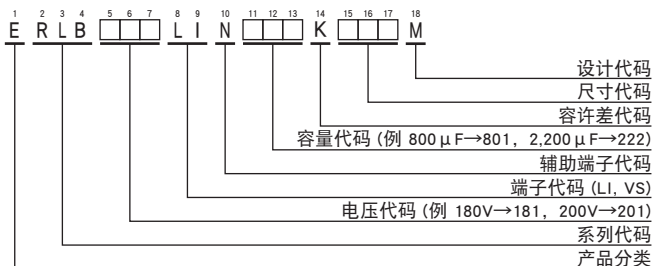 1 2 3 4 5 6 7 8 9 10 11 12 13 14 15 16 17 18
E RLB □□□ LI N □□□ K □□□ M
设计代码
尺寸代码
容许差代码
容量代码 (例 800μF→801, 2,200μF→222)
辅助端子代码
端子代码 (LI, VS)
电压代码 (例 180V→181, 200V→201)
系列代码
产品分类